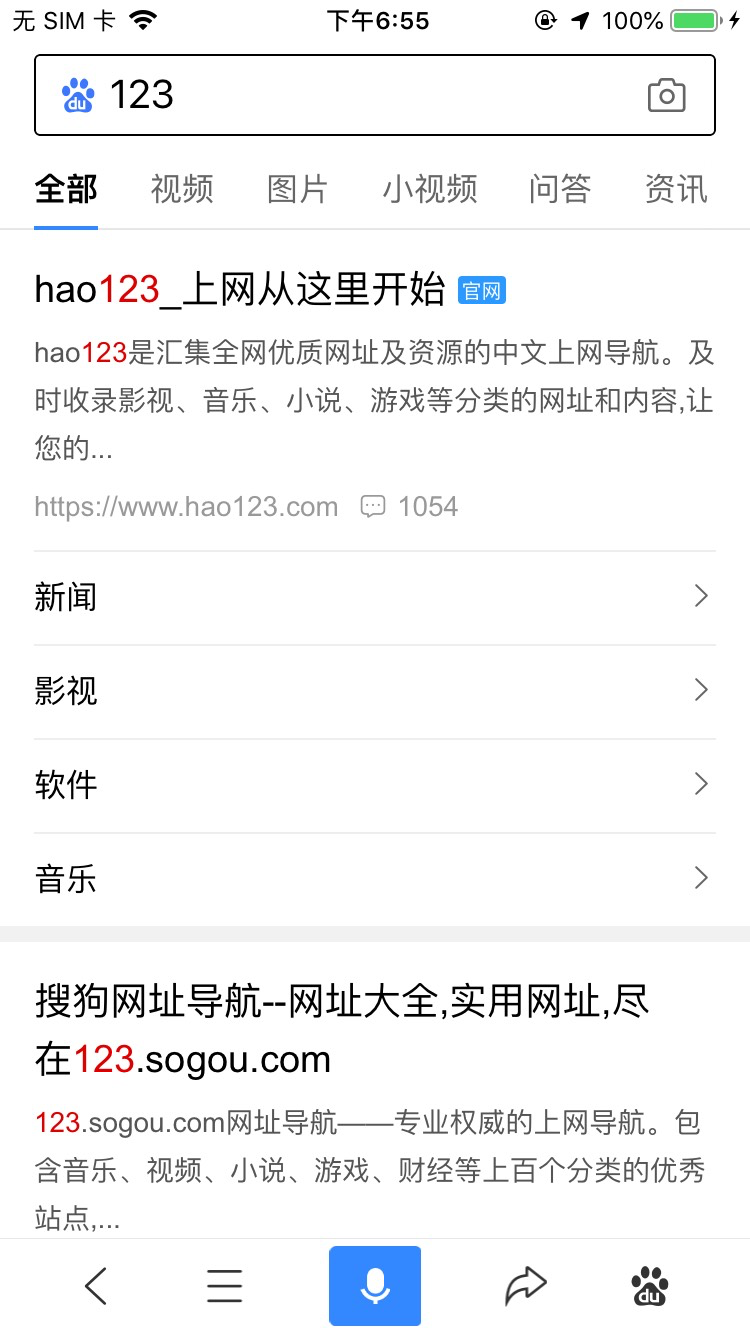 无 SIM 卡 下午6:55 100%
du 123
全部 视频 图片 小视频 问答 资讯
hao123_上网从这里开始 官网
hao123是汇集全网优质网址及资源的中文上网导航。及
时收录影视、音乐、小说、游戏等分类的网址和内容,让
您的...
https://www.hao123.com 1054
新闻
影视
软件
音乐
搜狗网址导航--网址大全,实用网址,尽
在123.sogou.com
123.sogou.com网址导航——专业权威的上网导航。包
含音乐、视频、小说、游戏、财经等上百个分类的优秀
站点,...
du